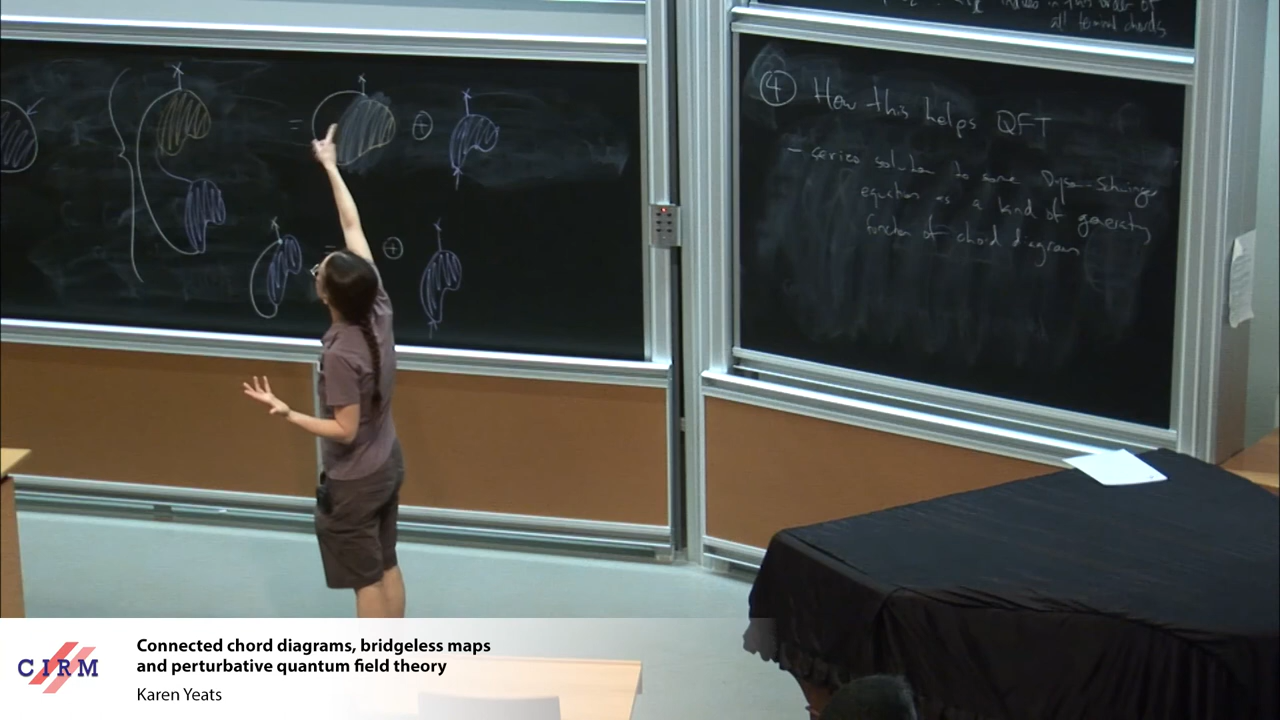 all terminal chords
④ How this helps QFT
- series solution to some Dyson-Schwinger
equation as a kind of generating
function of chord diagrams
= ⊕
= ⊕
CIRM
Connected chord diagrams, bridgeless maps
and perturbative quantum field theory
Karen Yeats